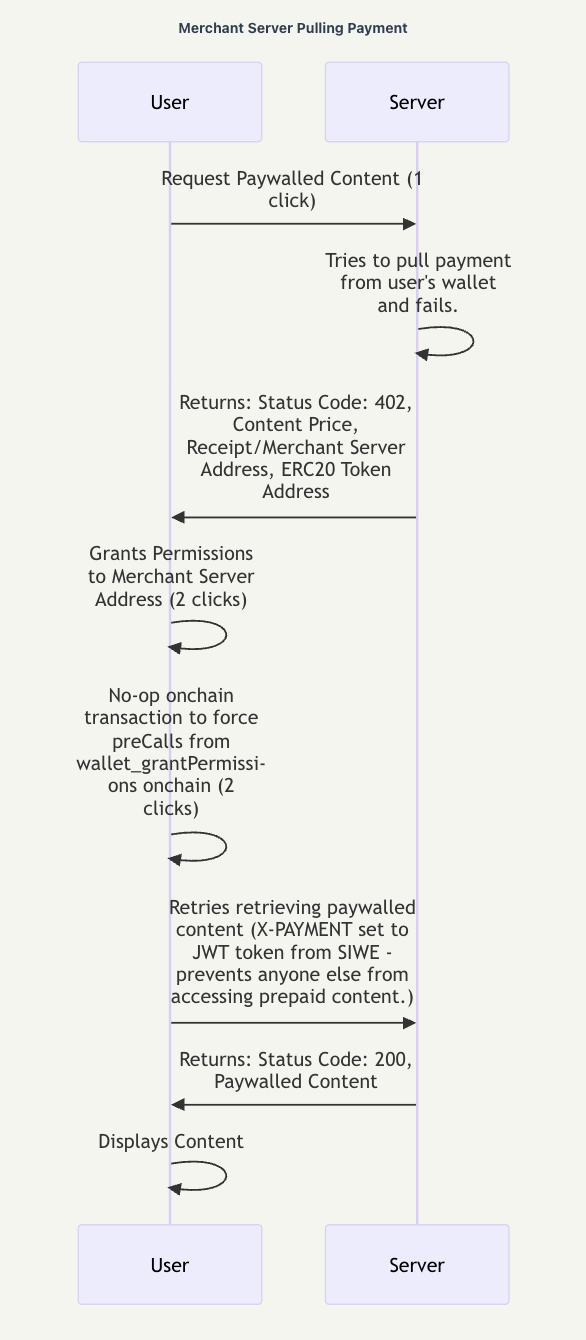 Merchant Server Pulling Payment
User
Server
Request Paywalled Content (1
click)
Tries to pull payment
from user's wallet
and fails.
Returns: Status Code: 402,
Content Price,
Receipt/Merchant Server
Address, ERC20 Token
Address
Grants Permissions
to Merchant Server
Address (2 clicks)
No-op onchain
transaction to force
preCalls from
wallet_grantPermissi-
ons onchain (2
clicks)
Retries retrieving paywalled
content (X-PAYMENT set to
JWT token from SIWE -
prevents anyone else from
accessing prepaid content.)
Returns: Status Code: 200,
Paywalled Content
Displays Content
User
Server